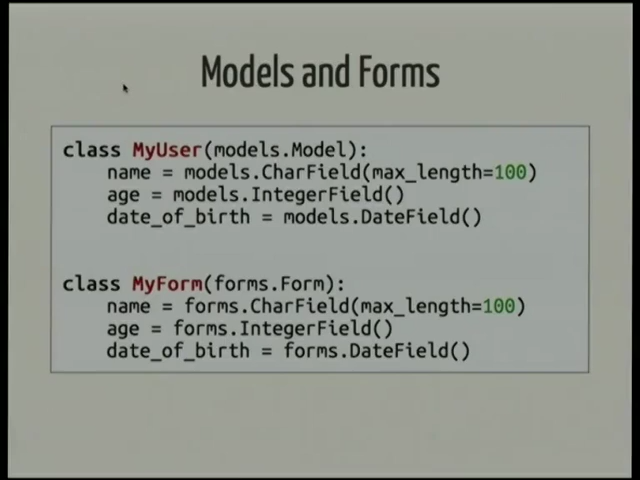 Models and Forms
class MyUser(models.Model):
    name = models.CharField(max_length=100)
    age = models.IntegerField()
    date_of_birth = models.DateField()
class MyForm(forms.Form):
    name = forms.CharField(max_length=100)
    age = forms.IntegerField()
    date_of_birth = forms.DateField()